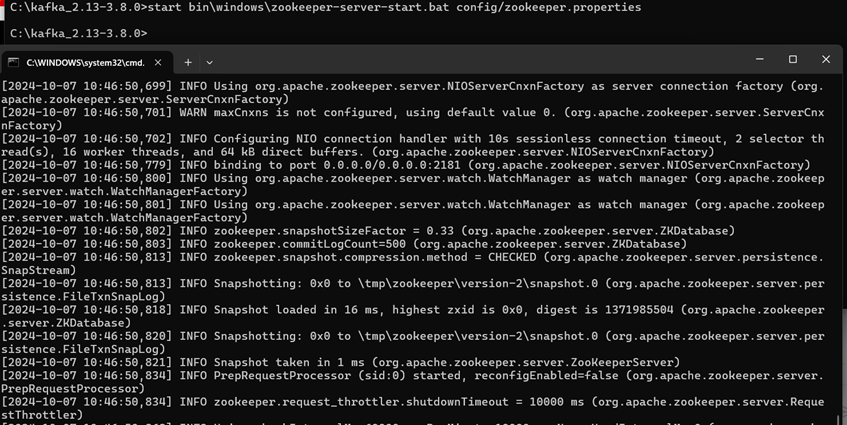 C:\kafka_2.13-3.8.0>start bin\windows\zookeeper-server-start.bat config/zookeeper.properties
C:\kafka_2.13-3.8.0>
C:\WINDOWS\system32\cmd.
[2024-10-07 10:46:50,699] INFO Using org.apache.zookeeper.server.NIOServerCnxnFactory as server connection factory (org.
apache.zookeeper.server.ServerCnxnFactory)
[2024-10-07 10:46:50,701] WARN maxCnxns is not configured, using default value 0. (org.apache.zookeeper.server.ServerCnx
nFactory)
[2024-10-07 10:46:50,702] INFO Configuring NIO connection handler with 10s sessionless connection timeout, 2 selector th
read(s), 16 worker threads, and 64 kB direct buffers. (org.apache.zookeeper.server.NIOServerCnxnFactory)
[2024-10-07 10:46:50,779] INFO binding to port 0.0.0.0/0.0.0.0:2181 (org.apache.zookeeper.server.NIOServerCnxnFactory)
[2024-10-07 10:46:50,800] INFO Using org.apache.zookeeper.server.watch.WatchManager as watch manager (org.apache.zookeep
er.server.watch.WatchManagerFactory)
[2024-10-07 10:46:50,801] INFO Using org.apache.zookeeper.server.watch.WatchManager as watch manager (org.apache.zookeep
er.server.watch.WatchManagerFactory)
[2024-10-07 10:46:50,802] INFO zookeeper.snapshotSizeFactor = 0.33 (org.apache.zookeeper.server.ZKDatabase)
[2024-10-07 10:46:50,803] INFO zookeeper.commitLogCount=500 (org.apache.zookeeper.server.ZKDatabase)
[2024-10-07 10:46:50,813] INFO zookeeper.snapshot.compression.method = CHECKED (org.apache.zookeeper.server.persistence.
SnapStream)
[2024-10-07 10:46:50,813] INFO Snapshotting: 0x0 to \tmp\zookeeper\version-2\snapshot.0 (org.apache.zookeeper.server.per
sistence.FileTxnSnapLog)
[2024-10-07 10:46:50,818] INFO Snapshot loaded in 16 ms, highest zxid is 0x0, digest is 1371985504 (org.apache.zookeeper
.server.ZKDatabase)
[2024-10-07 10:46:50,820] INFO Snapshotting: 0x0 to \tmp\zookeeper\version-2\snapshot.0 (org.apache.zookeeper.server.per
sistence.FileTxnSnapLog)
[2024-10-07 10:46:50,821] INFO Snapshot taken in 1 ms (org.apache.zookeeper.server.ZooKeeperServer)
[2024-10-07 10:46:50,834] INFO PrepRequestProcessor (sid:0) started, reconfigEnabled=false (org.apache.zookeeper.server.
PrepRequestProcessor)
[2024-10-07 10:46:50,834] INFO zookeeper.request_throttler.shutdownTimeout = 10000 ms (org.apache.zookeeper.server.Reque
stThrottler)